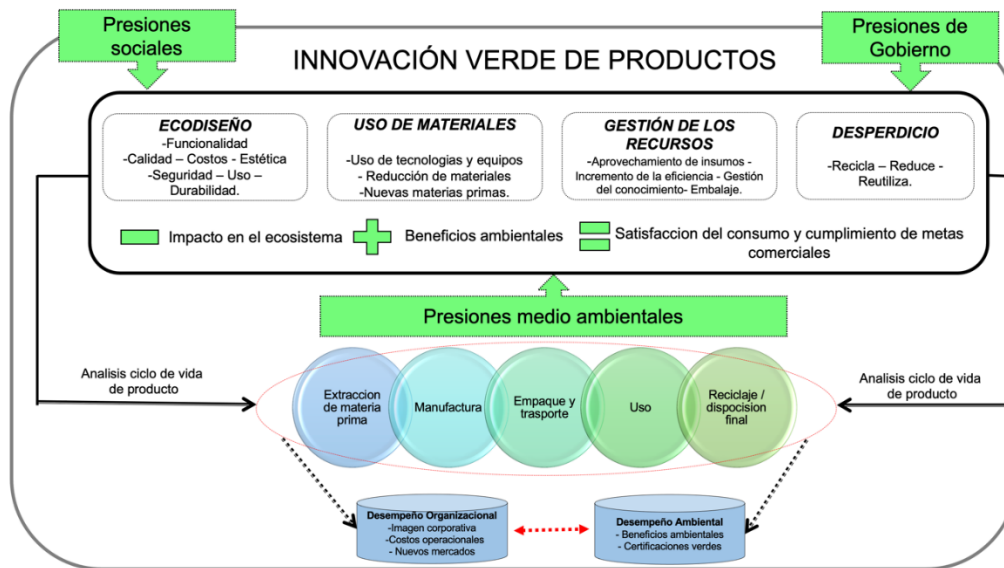 Presiones
sociales
Presiones de
Gobierno
INNOVACIÓN VERDE DE PRODUCTOS
ECODISEÑO
-Funcionalidad
-Calidad – Costos - Estética
-Seguridad – Uso –
Durabilidad.
USO DE MATERIALES
-Uso de tecnologías y equipos
- Reducción de materiales
-Nuevas materias primas.
GESTIÓN DE LOS
RECURSOS
-Aprovechamiento de insumos -
Incremento de la eficiencia - Gestión
del conocimiento- Embalaje.
DESPERDICIO
-Recicla – Reduce -
Reutiliza.
Impacto en el ecosistema
Beneficios ambientales
Satisfaccion del consumo y cumplimiento de metas
comerciales
Presiones medio ambientales
Analisis ciclo de vida
de producto
Extraccion
de materia
prima
Manufactura
Empaque y
trasporte
Uso
Reciclaje /
dispocision
final
Analisis ciclo de vida
de producto
Desempeño Organizacional
-Imagen corporativa
-Costos operacionales
- Nuevos mercados
Desempeño Ambiental
- Beneficios ambientales
- Certificaciones verdes